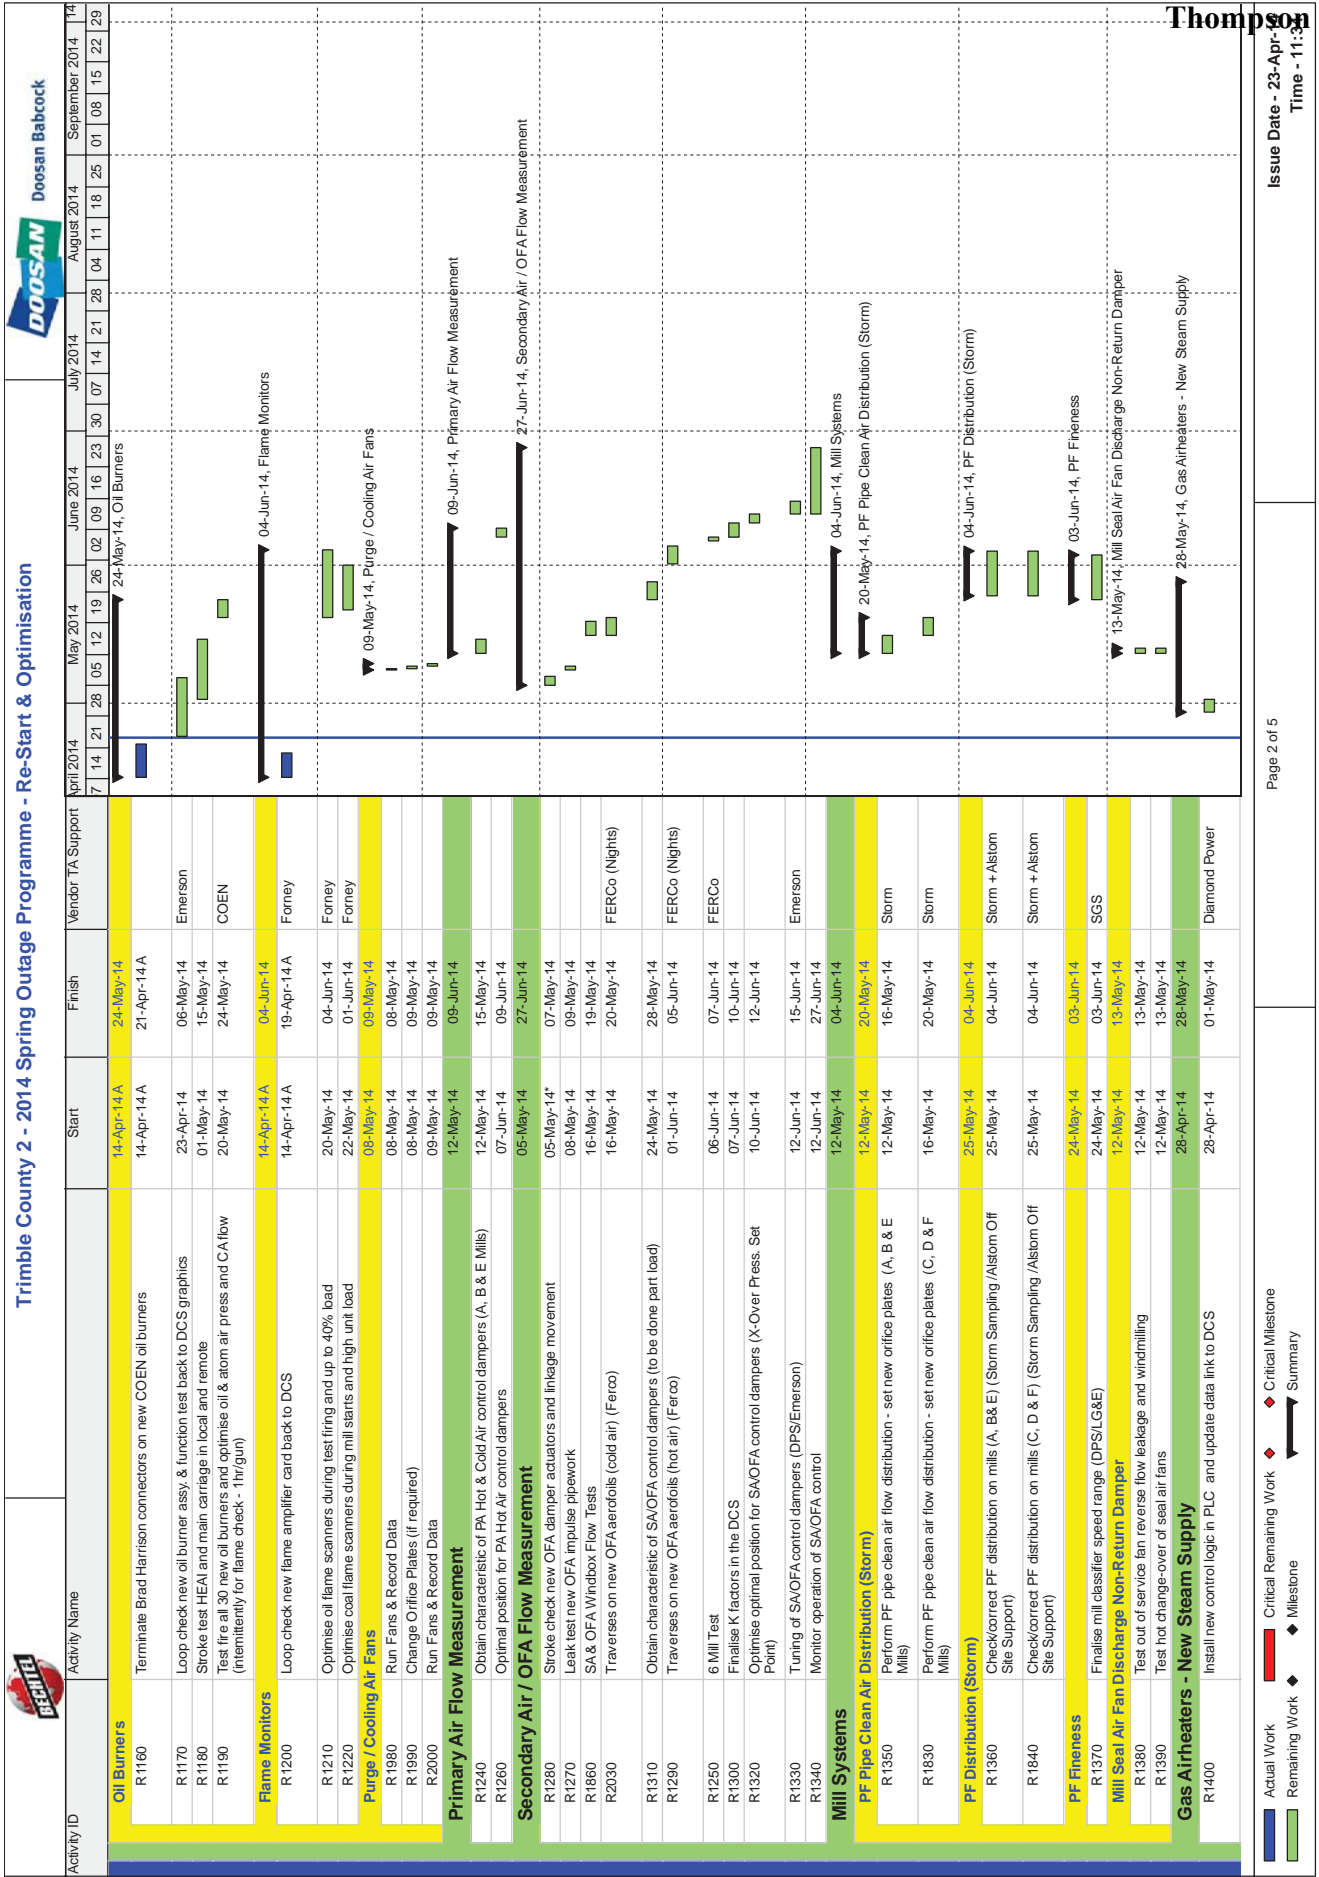 Thompson
BECHTEL
Trimble County 2 - 2014 Spring Outage Programme - Re-Start & Optimisation
DOOSAN Doosan Babcock
Activity ID Activity Name Start Finish Vendor TA Support
April 2014 May 2014 June 2014 July 2014 August 2014 September 2014 14
7 14 21 28 05 12 19 26 02 09 16 23 30 07 14 21 28 04 11 18 25 01 08 15 22 29
Oil Burners 14-Apr-14 A 24-May-14 24-May-14, Oil Burners
R1160 Terminate Brad Harrison connectors on new COEN oil burners 14-Apr-14 A 21-Apr-14 A
R1170 Loop check new oil burner assy. & function test back to DCS graphics 23-Apr-14 06-May-14 Emerson
R1180 Stroke test HEAI and main carriage in local and remote 01-May-14 15-May-14
R1190 Test fire all 30 new oil burners and optimise oil & atom air press and CA flow 20-May-14 24-May-14 COEN
(intemittently for flame check - 1hr/gun)
Flame Monitors 14-Apr-14 A 04-Jun-14 04-Jun-14, Flame Monitors
R1200 Loop check new flame amplifier card back to DCS 14-Apr-14 A 19-Apr-14 A Forney
R1210 Optimise oil flame scanners during test firing and up to 40% load 20-May-14 04-Jun-14 Forney
R1220 Optimise coal flame scanners during mill starts and high unit load 22-May-14 01-Jun-14 Forney
Purge / Cooling Air Fans 08-May-14 09-May-14 09-May-14, Purge / Cooling Air Fans
R1980 Run Fans & Record Data 08-May-14 08-May-14
R1990 Change Orifice Plates (if required) 08-May-14 09-May-14
R2000 Run Fans & Record Data 09-May-14 09-May-14
Primary Air Flow Measurement 12-May-14 09-Jun-14 09-Jun-14, Primary Air Flow Measurement
R1240 Obtain characteristic of PA Hot & Cold Air control dampers (A, B & E Mills) 12-May-14 15-May-14
R1260 Optimal position for PA Hot Air control dampers 07-Jun-14 09-Jun-14
Secondary Air / OFA Flow Measurement 05-May-14 27-Jun-14 27-Jun-14, Secondary Air / OFA Flow Measurement
R1280 Stroke check new OFA damper actuators and linkage movement 05-May-14* 07-May-14
R1270 Leak test new OFA impulse pipework 08-May-14 09-May-14
R1860 SA & OFA Windbox Flow Tests 16-May-14 19-May-14
R2030 Traverses on new OFA aerofoils (cold air) (Ferco) 16-May-14 20-May-14 FERCo (Nights)
R1310 Obtain characteristic of SA/OFA control dampers (to be done part load) 24-May-14 28-May-14
R1290 Traverses on new OFA aerofoils (hot air) (Ferco) 01-Jun-14 05-Jun-14 FERCo (Nights)
R1250 6 Mill Test 06-Jun-14 07-Jun-14 FERCo
R1300 Finalise K factors in the DCS 07-Jun-14 10-Jun-14
R1320 Optimise optimal position for SA/OFA control dampers (X-Over Press. Set 10-Jun-14 12-Jun-14
Point)
R1330 Tuning of SA/OFA control dampers (DPS/Emerson) 12-Jun-14 15-Jun-14 Emerson
R1340 Monitor operation of SA/OFA control 12-Jun-14 27-Jun-14
Mill Systems 12-May-14 04-Jun-14 04-Jun-14, Mill Systems
PF Pipe Clean Air Distribution (Storm) 12-May-14 20-May-14 20-May-14, PF Pipe Clean Air Distribution (Storm)
R1350 Perform PF pipe clean air flow distribution - set new orifice plates (A, B & E 12-May-14 16-May-14 Storm
Mills)
R1830 Perform PF pipe clean air flow distribution - set new orifice plates (C, D & F 16-May-14 20-May-14 Storm
Mills)
PF Distribution (Storm) 25-May-14 04-Jun-14 04-Jun-14, PF Distribution (Storm)
R1360 Check/correct PF distribution on mills (A, B& E) (Storm Sampling /Alstom Off 25-May-14 04-Jun-14 Storm + Alstom
Site Support)
R1840 Check/correct PF distribution on mills (C, D & F) (Storm Sampling /Alstom Off 25-May-14 04-Jun-14 Storm + Alstom
Site Support)
PF Fineness 24-May-14 03-Jun-14 03-Jun-14, PF Fineness
R1370 Finalise mill classifier speed range (DPS/LG&E) 24-May-14 03-Jun-14 SGS
Mill Seal Air Fan Discharge Non-Return Damper 12-May-14 13-May-14 13-May-14, Mill Seal Air Fan Discharge Non-Return Damper
R1380 Test out of service fan reverse flow leakage and windmilling 12-May-14 13-May-14
R1390 Test hot change-over of seal air fans 12-May-14 13-May-14
Gas Airheaters - New Steam Supply 28-Apr-14 28-May-14 28-May-14, Gas Airheaters - New Steam Supply
R1400 Install new control logic in PLC and update data link to DCS 28-Apr-14 01-May-14 Diamond Power
Actual Work Critical Remaining Work Critical Milestone
Remaining Work Milestone Summary
Page 2 of 5
Issue Date - 23-Apr-
Time - 11:3